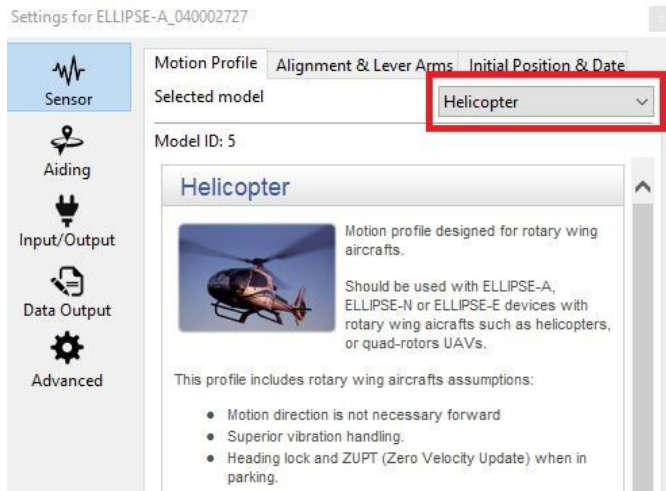 Settings for ELLIPSE-A_040002727
Sensor
Aiding
Input/Output
Data Output
Advanced
Motion Profile
Alignment & Lever Arms
Initial Position & Date
Selected model
Helicopter
Model ID: 5
Helicopter
Motion profile designed for rotary wing
aircrafts.
Should be used with ELLIPSE-A,
ELLIPSE-N or ELLIPSE-E devices with
rotary wing aicrafts such as helicopters,
or quad-rotors UAVs.
This profile includes rotary wing aircrafts assumptions:
Motion direction is not necessary forward
Superior vibration handling.
Heading lock and ZUPT (Zero Velocity Update) when in
parking.